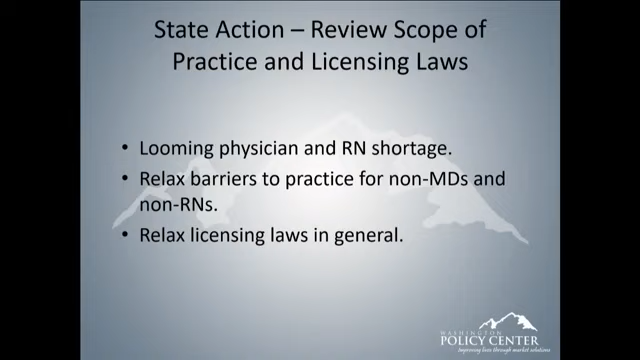 State Action – Review Scope of
Practice and Licensing Laws
• Looming physician and RN shortage.
• Relax barriers to practice for non-MDs and
non-RNs.
• Relax licensing laws in general.
WASHINGTON
POLICY CENTER
Improving lives through market solutions